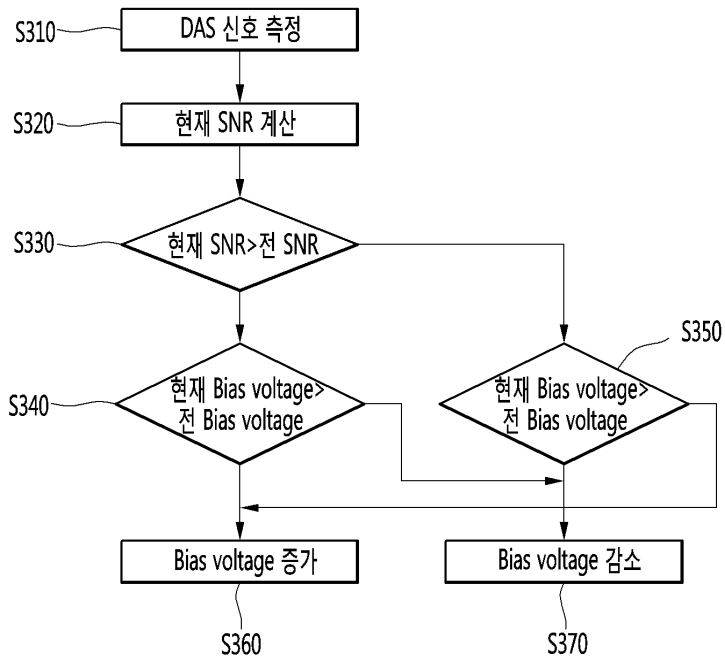 S310
DAS 신호 측정
S320
현재 SNR 계산
S330
현재 SNR>전 SNR
S340
현재 Bias voltage>
전 Bias voltage
S350
현재 Bias voltage>
전 Bias voltage
Bias voltage 증가
Bias voltage 감소
S360
S370